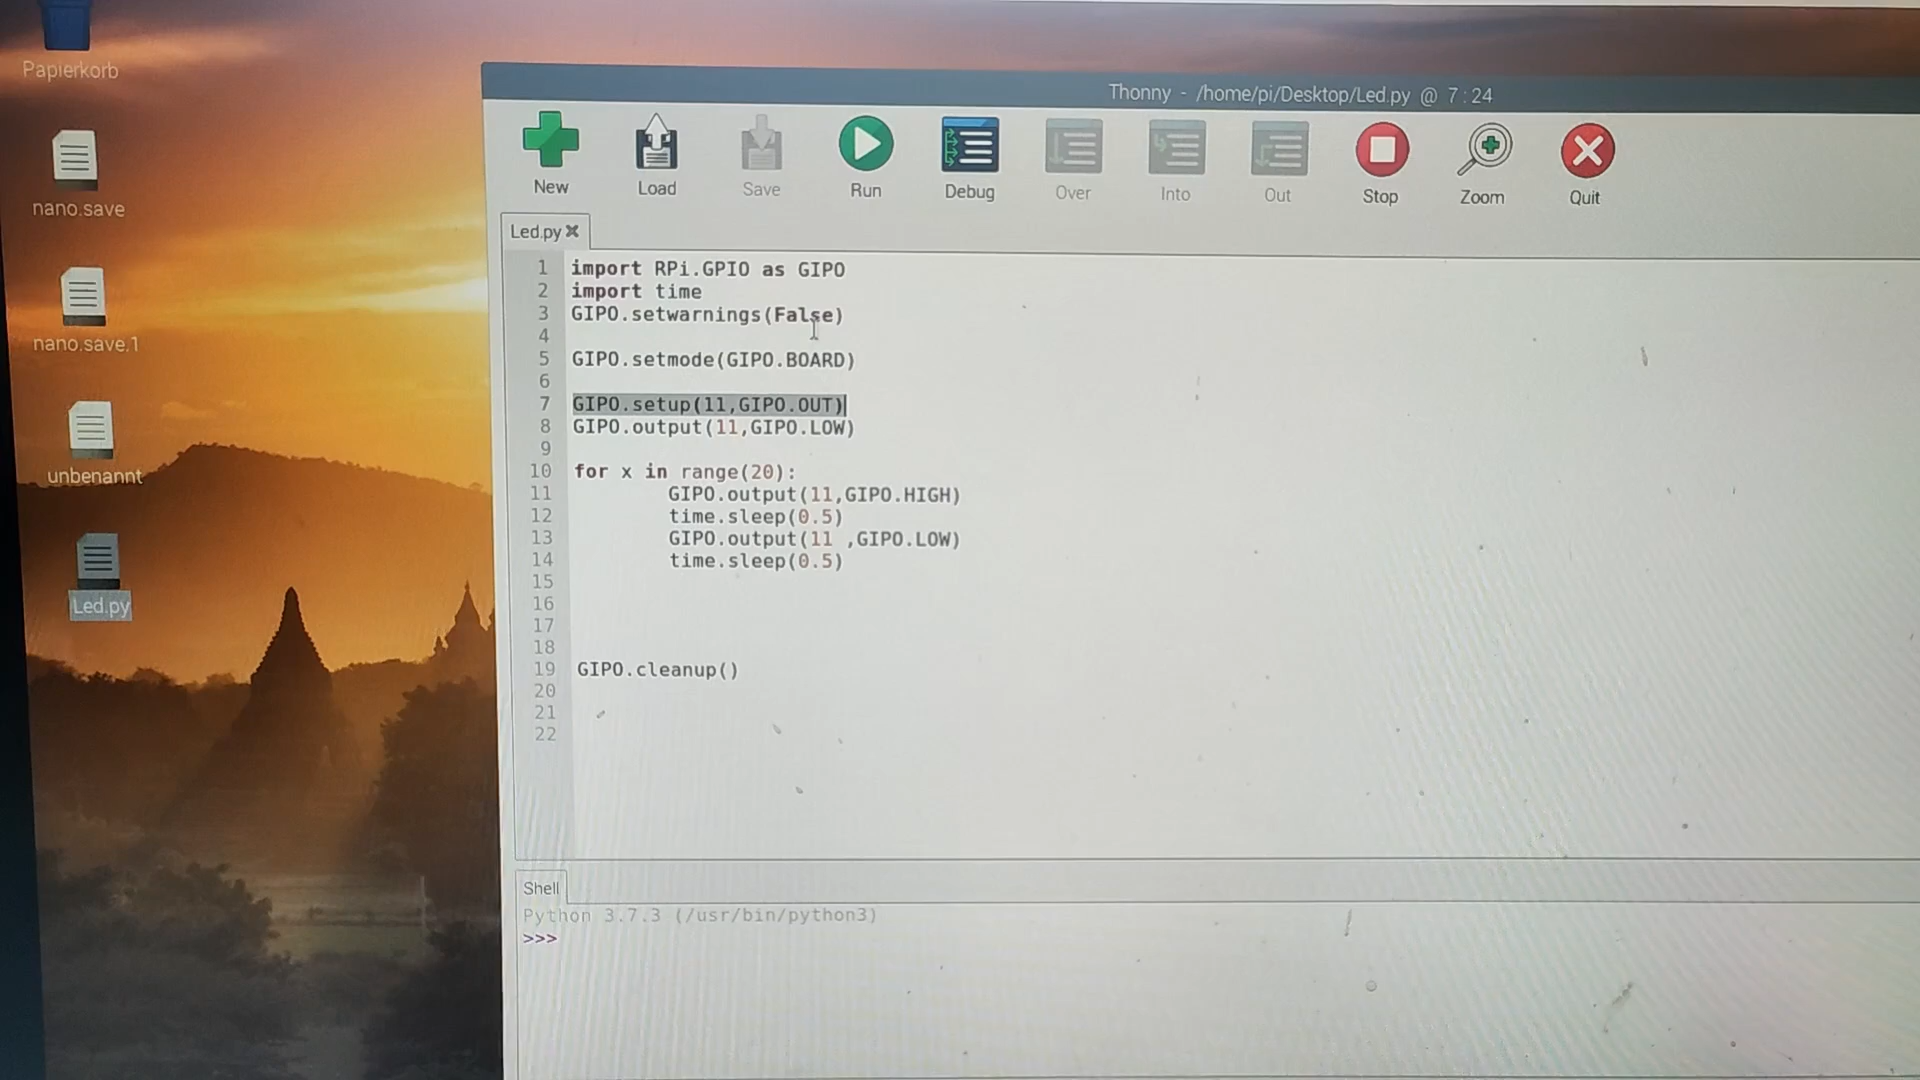 Papierkorb
nano.save
nano.save.1
unbenannt
Led.py
Thonny - /home/pi/Desktop/Led.py @ 7 : 24
New
Load
Save
Run
Debug
Over
Into
Out
Stop
Zoom
Quit
Led.py
1 import RPi.GPIO as GIPO
2 import time
3 GIPO.setwarnings(False)
4
5 GIPO.setmode(GIPO.BOARD)
6
7 GIPO.setup(11,GIPO.OUT)
8 GIPO.output(11,GIPO.LOW)
9
10 for x in range(20):
11 GIPO.output(11,GIPO.HIGH)
12 time.sleep(0.5)
13 GIPO.output(11 ,GIPO.LOW)
14 time.sleep(0.5)
15
16
17
18
19 GIPO.cleanup()
20
21
22
Shell
Python 3.7.3 (/usr/bin/python3)
>>>